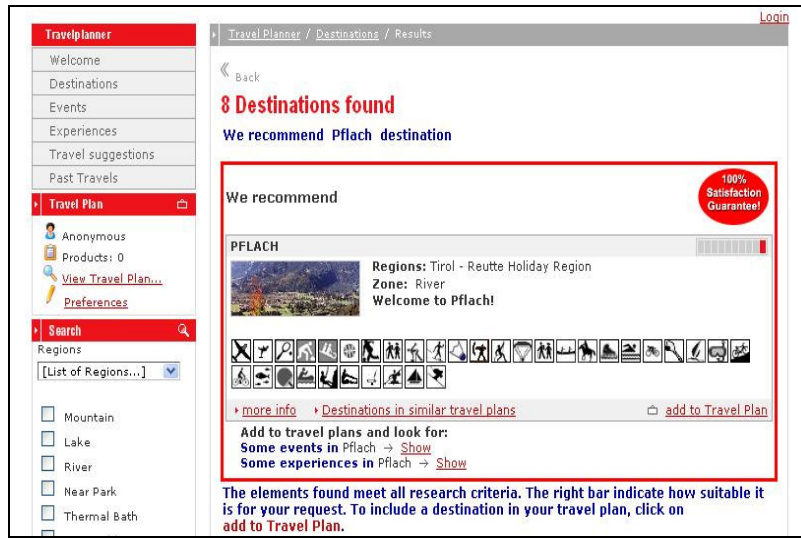 Login
Travelplanner
Welcome
Destinations
Events
Experiences
Travel suggestions
Past Travels
Travel Plan
Anonymous
Products: 0
View Travel Plan...
Preferences
Search
Regions
[List of Regions...]
Mountain
Lake
River
Near Park
Thermal Bath
Travel Planner / Destinations / Results
Back
8 Destinations found
We recommend Pflach destination
We recommend
100%
Satisfaction
Guarantee!
PFLACH
Regions: Tirol - Reutte Holiday Region
Zone: River
Welcome to Pflach!
more info Destinations in similar travel plans add to Travel Plan
Add to travel plans and look for:
Some events in Pflach → Show
Some experiences in Pflach → Show
The elements found meet all research criteria. The right bar indicate how suitable it
is for your request. To include a destination in your travel plan, click on
add to Travel Plan.